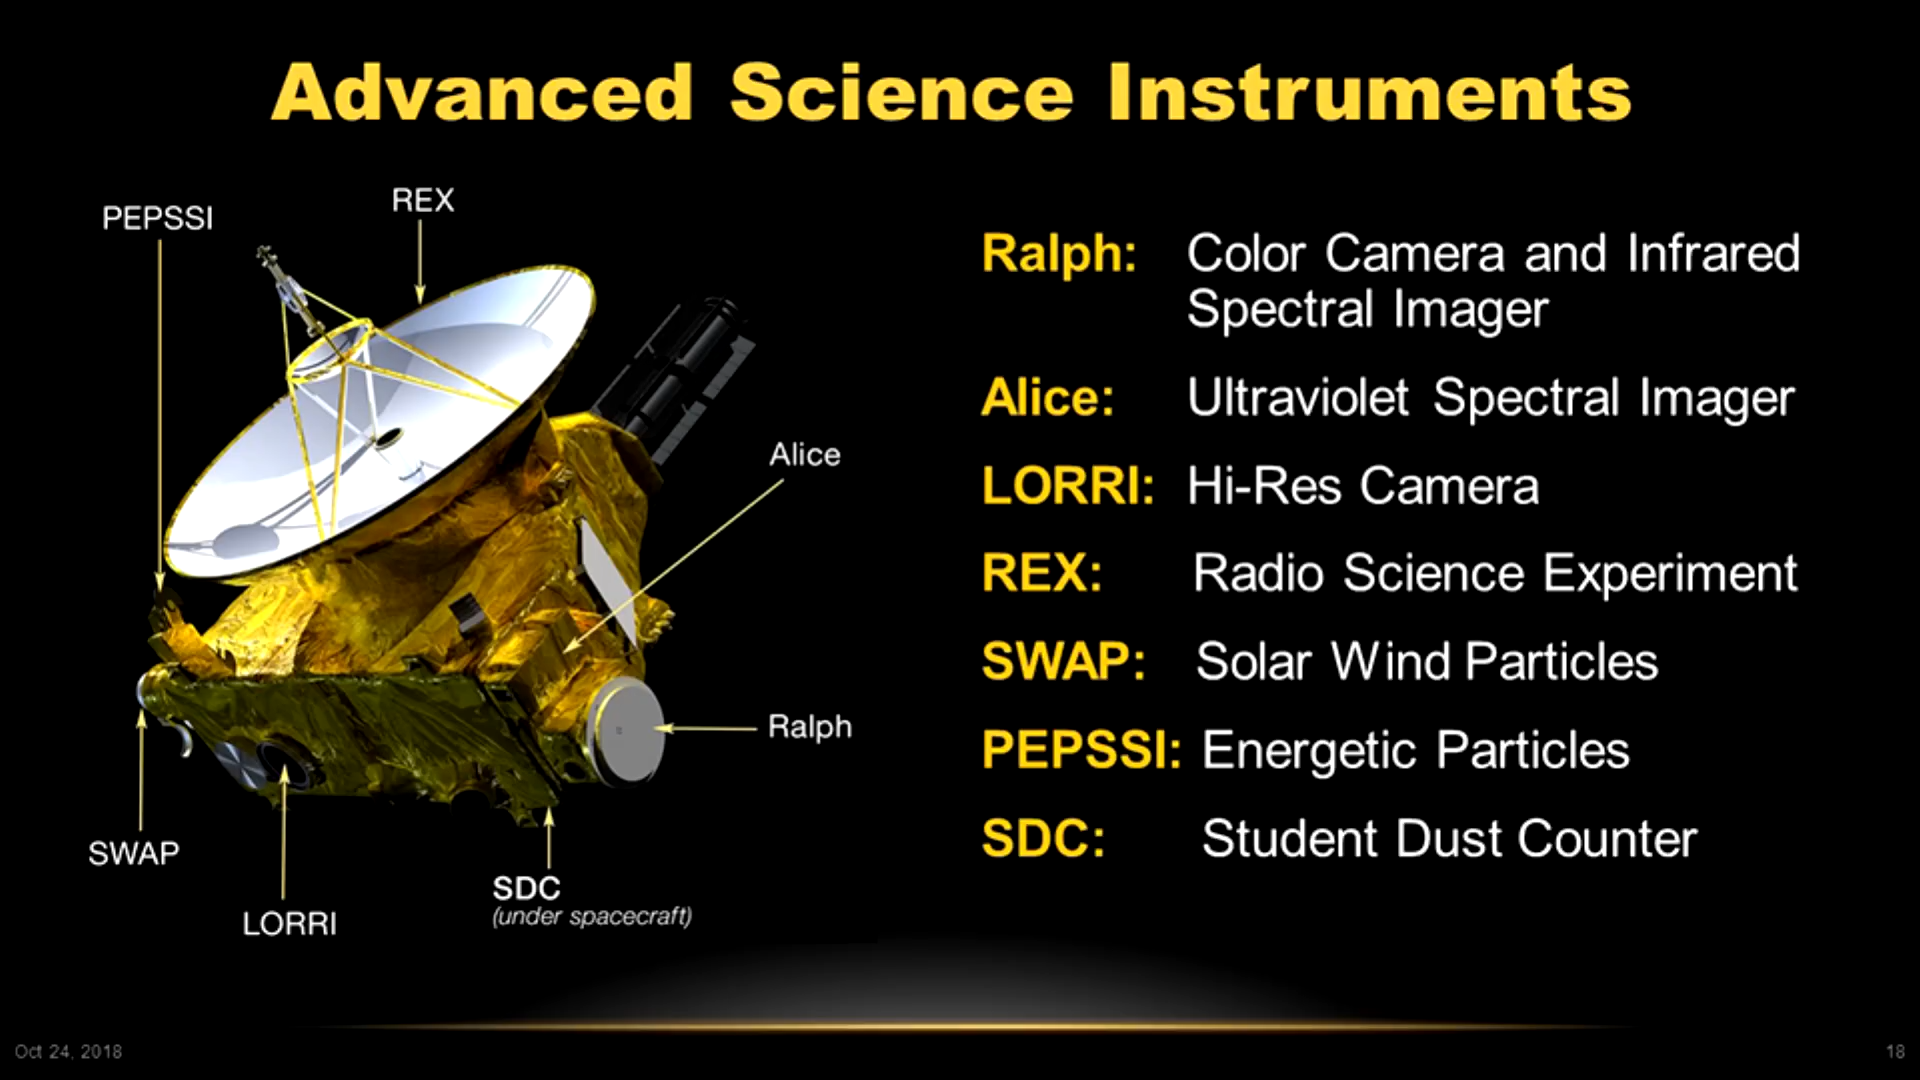 Advanced Science Instruments
PEPSSI
REX
Alice
Ralph
SWAP
LORRI
SDC
(under spacecraft)
Ralph: Color Camera and Infrared
Spectral Imager
Alice: Ultraviolet Spectral Imager
LORRI: Hi-Res Camera
REX: Radio Science Experiment
SWAP: Solar Wind Particles
PEPSSI: Energetic Particles
SDC: Student Dust Counter
Oct 24, 2018
18